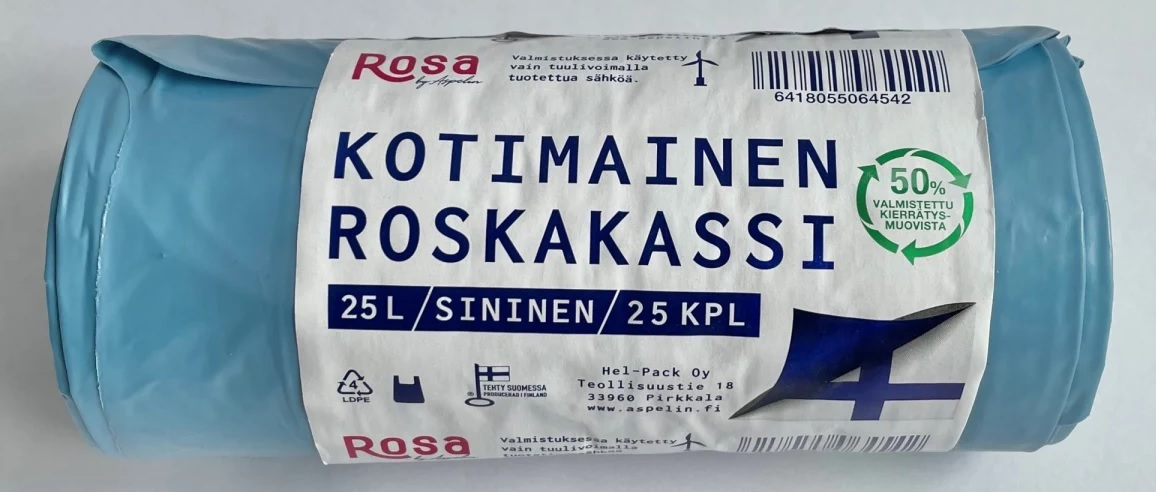 Rosa
by Aspelin
Valmistuksessa käytetty
vain tuulivoimalla
tuotettua sähköä.
6418055064542
KOTIMAINEN
ROSKAKASSI
50%
VALMISTETTU
KIERRÄTYS-
MUOVISTA
25 L/SININEN/25 KPL
4
LDPE
TEHTY SUOMESSA
PRODUCERAD I FINLAND
Hel-Pack Oy
Teollisuustie 18
33960 Pirkkala
www.aspelin.fi
Rosa
Valmistuksessa käytetty
vain tuulivoimalla